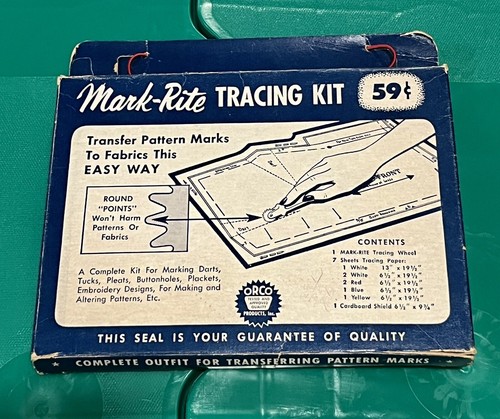 Mark-Rite TRACING KIT 59¢
Transfer Pattern Marks
To Fabrics This
EASY WAY
ROUND
"POINTS"
Won't Harm
Patterns Or
Fabrics
FRONT
A Complete Kit For Marking Darts,
Tucks, Pleats, Buttonholes, Plackets,
Embroidery Designs, For Making and
Altering Patterns, Etc.
ORCO
TESTED AND
APPROVED
QUALITY
PRODUCTS, Inc.
CONTENTS
1 MARK-RITE Tracing Wheel
7 Sheets Tracing Paper:
1 White 13" x 19½"
2 White 6½" x 19½"
2 Red 6½" x 19½"
1 Blue 6½" x 19½"
1 Yellow 6½" x 19½"
1 Cardboard Shield 6½" x 9¾"
THIS SEAL IS YOUR GUARANTEE OF QUALITY
★ COMPLETE OUTFIT FOR TRANSFERRING PATTERN MARKS